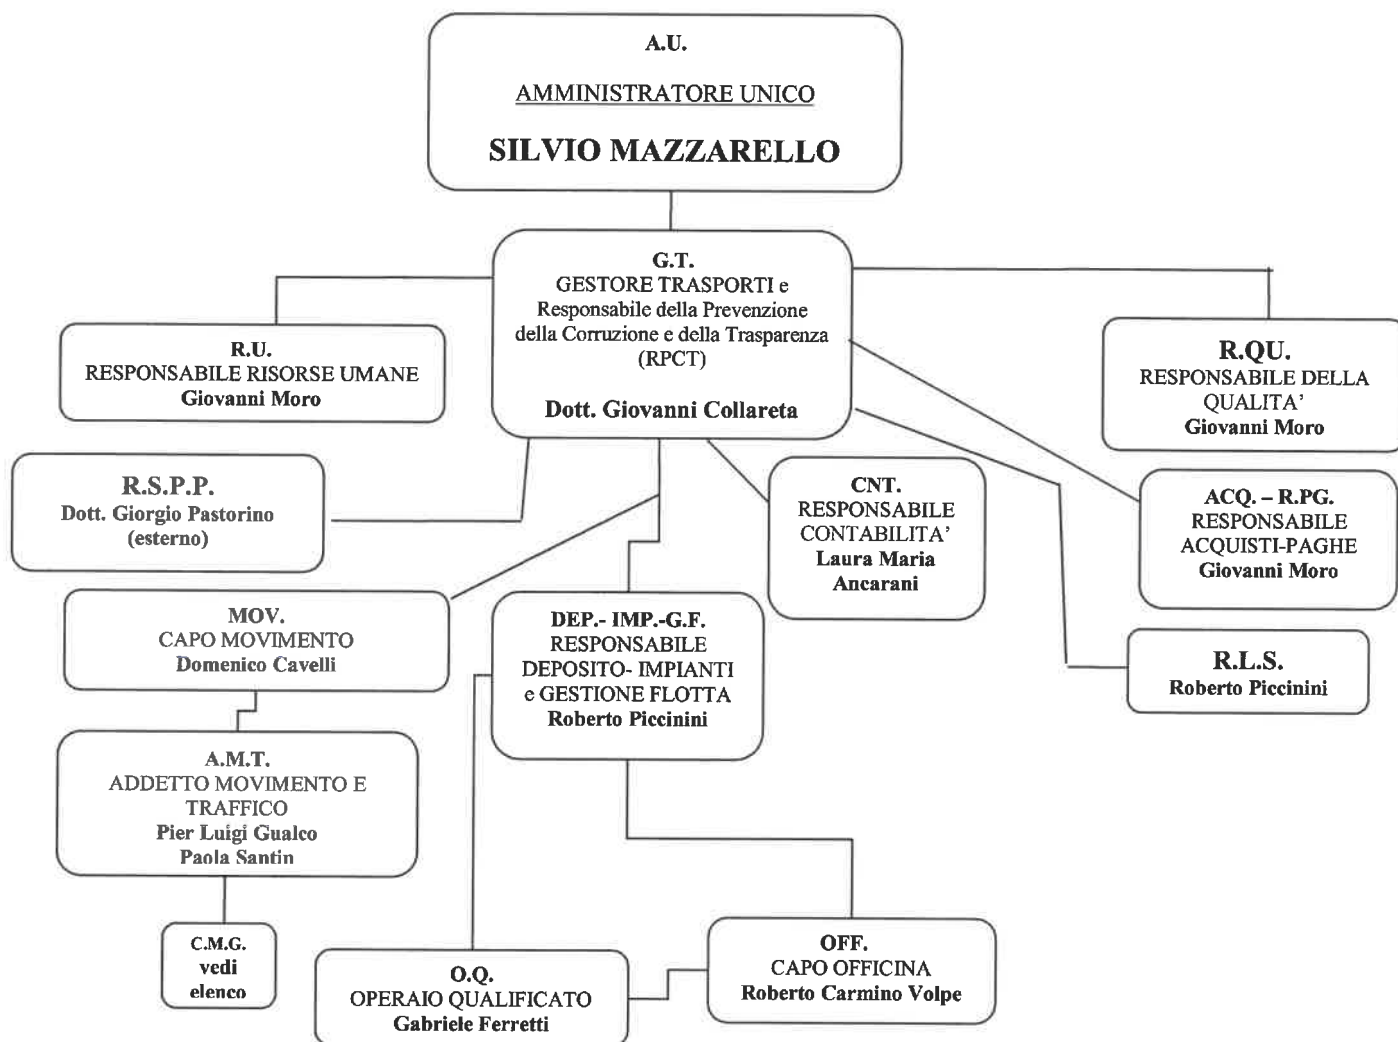 A.U.
AMMINISTRATORE UNICO
SILVIO MAZZARELLO
G.T.
GESTORE TRASPORTI e
Responsabile della Prevenzione
della Corruzione e della Trasparenza
(RPCT)
Dott. Giovanni Collareta
R.U.
RESPONSABILE RISORSE UMANE
Giovanni Moro
R.QU.
RESPONSABILE DELLA
QUALITA’
Giovanni Moro
R.S.P.P.
Dott. Giorgio Pastorino
(esterno)
CNT.
RESPONSABILE
CONTABILITA’
Laura Maria
Ancarani
ACQ. – R.PG.
RESPONSABILE
ACQUISTI-PAGHE
Giovanni Moro
MOV.
CAPO MOVIMENTO
Domenico Cavelli
DEP.- IMP.-G.F.
RESPONSABILE
DEPOSITO- IMPIANTI
e GESTIONE FLOTTA
Roberto Piccinini
R.L.S.
Roberto Piccinini
A.M.T.
ADDETTO MOVIMENTO E
TRAFFICO
Pier Luigi Gualco
Paola Santin
C.M.G.
vedi
elenco
O.Q.
OPERAIO QUALIFICATO
Gabriele Ferretti
OFF.
CAPO OFFICINA
Roberto Carmino Volpe